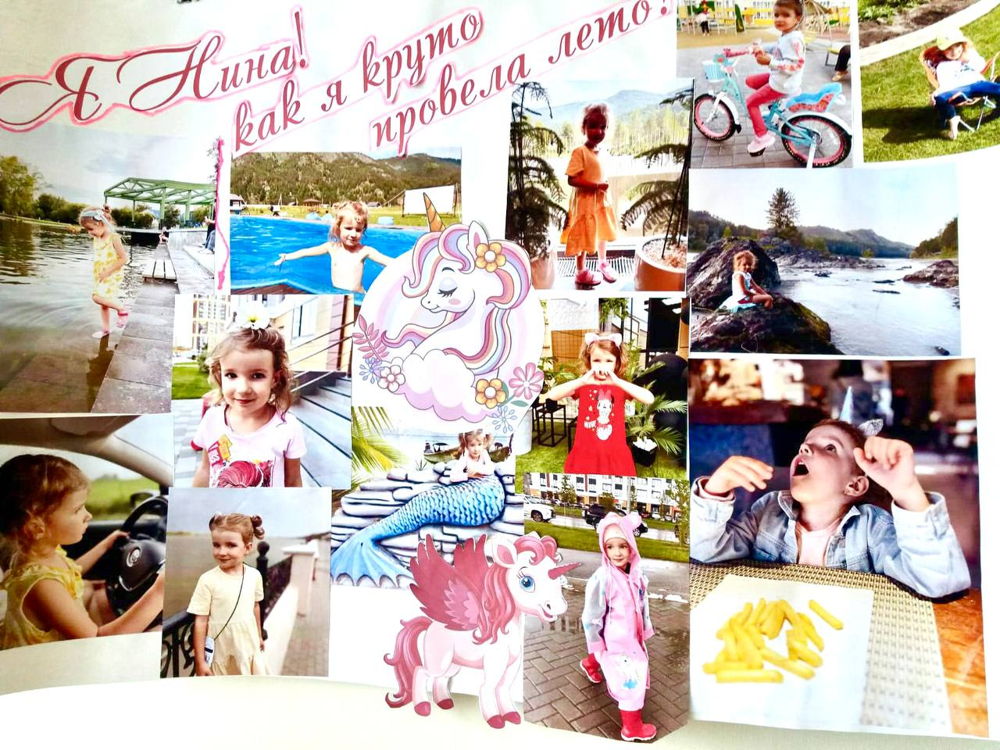 Я Нина!
как я круто
провела лето!